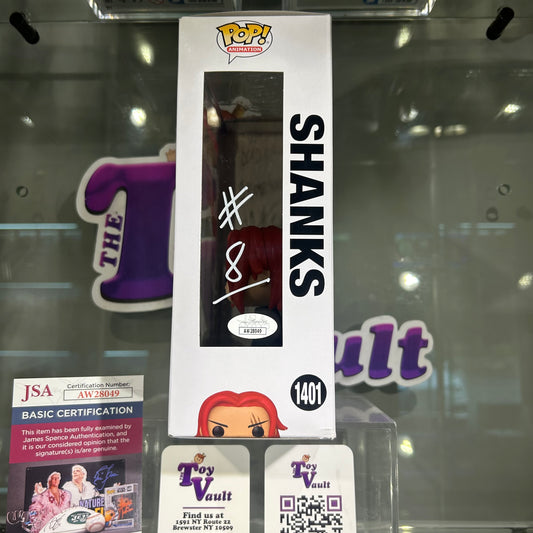 POP!
ANIMATION
SHANKS
#
8
AW28049
1401
THE
T
ult
JSA
Certification Number:
AW28049
BASIC CERTIFICATION
This item has been fully examined by
James Spence Authentication, and
it is our considered opinion that the
signature(s) is/are genuine.
NATURE
Toy
Vault
Find us at
1591 NY Route 22
Brewster NY 10509
Toy
Vault